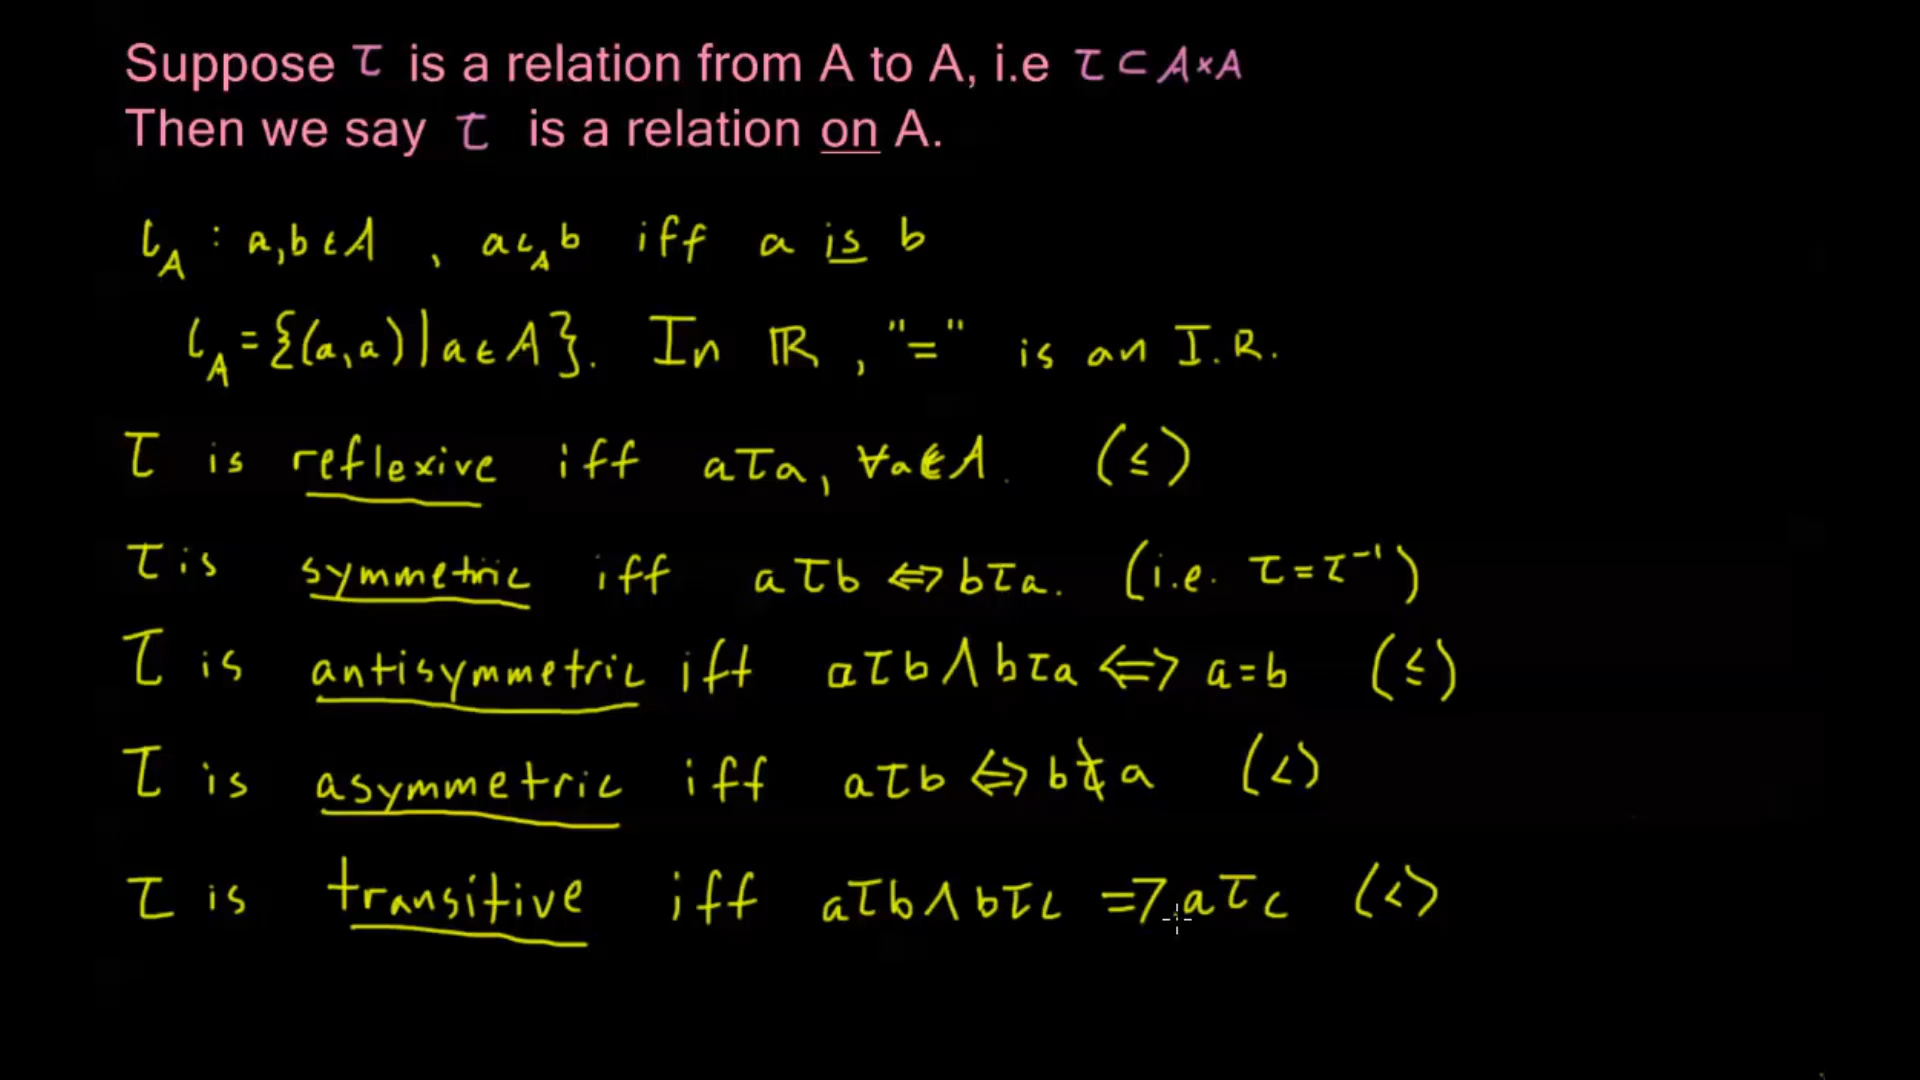 Suppose τ is a relation from A to A, i.e τ ⊂ A×A
Then we say τ is a relation on A.
ι_A : a,b ∈ A , a ι_A b iff a is b
ι_A = {(a,a) | a ∈ A}. In ℝ, "=" is an I.R.
τ is reflexive iff aτa, ∀a∈A. (≤)
τ is symmetric iff aτb ⇔ bτa. (i.e. τ=τ⁻¹)
τ is antisymmetric iff aτb ∧ bτa ⇔ a=b (≤)
τ is asymmetric iff aτb ⇔ bτ̸a (<)
τ is transitive iff aτb ∧ bτc ⇒ aτc (<)